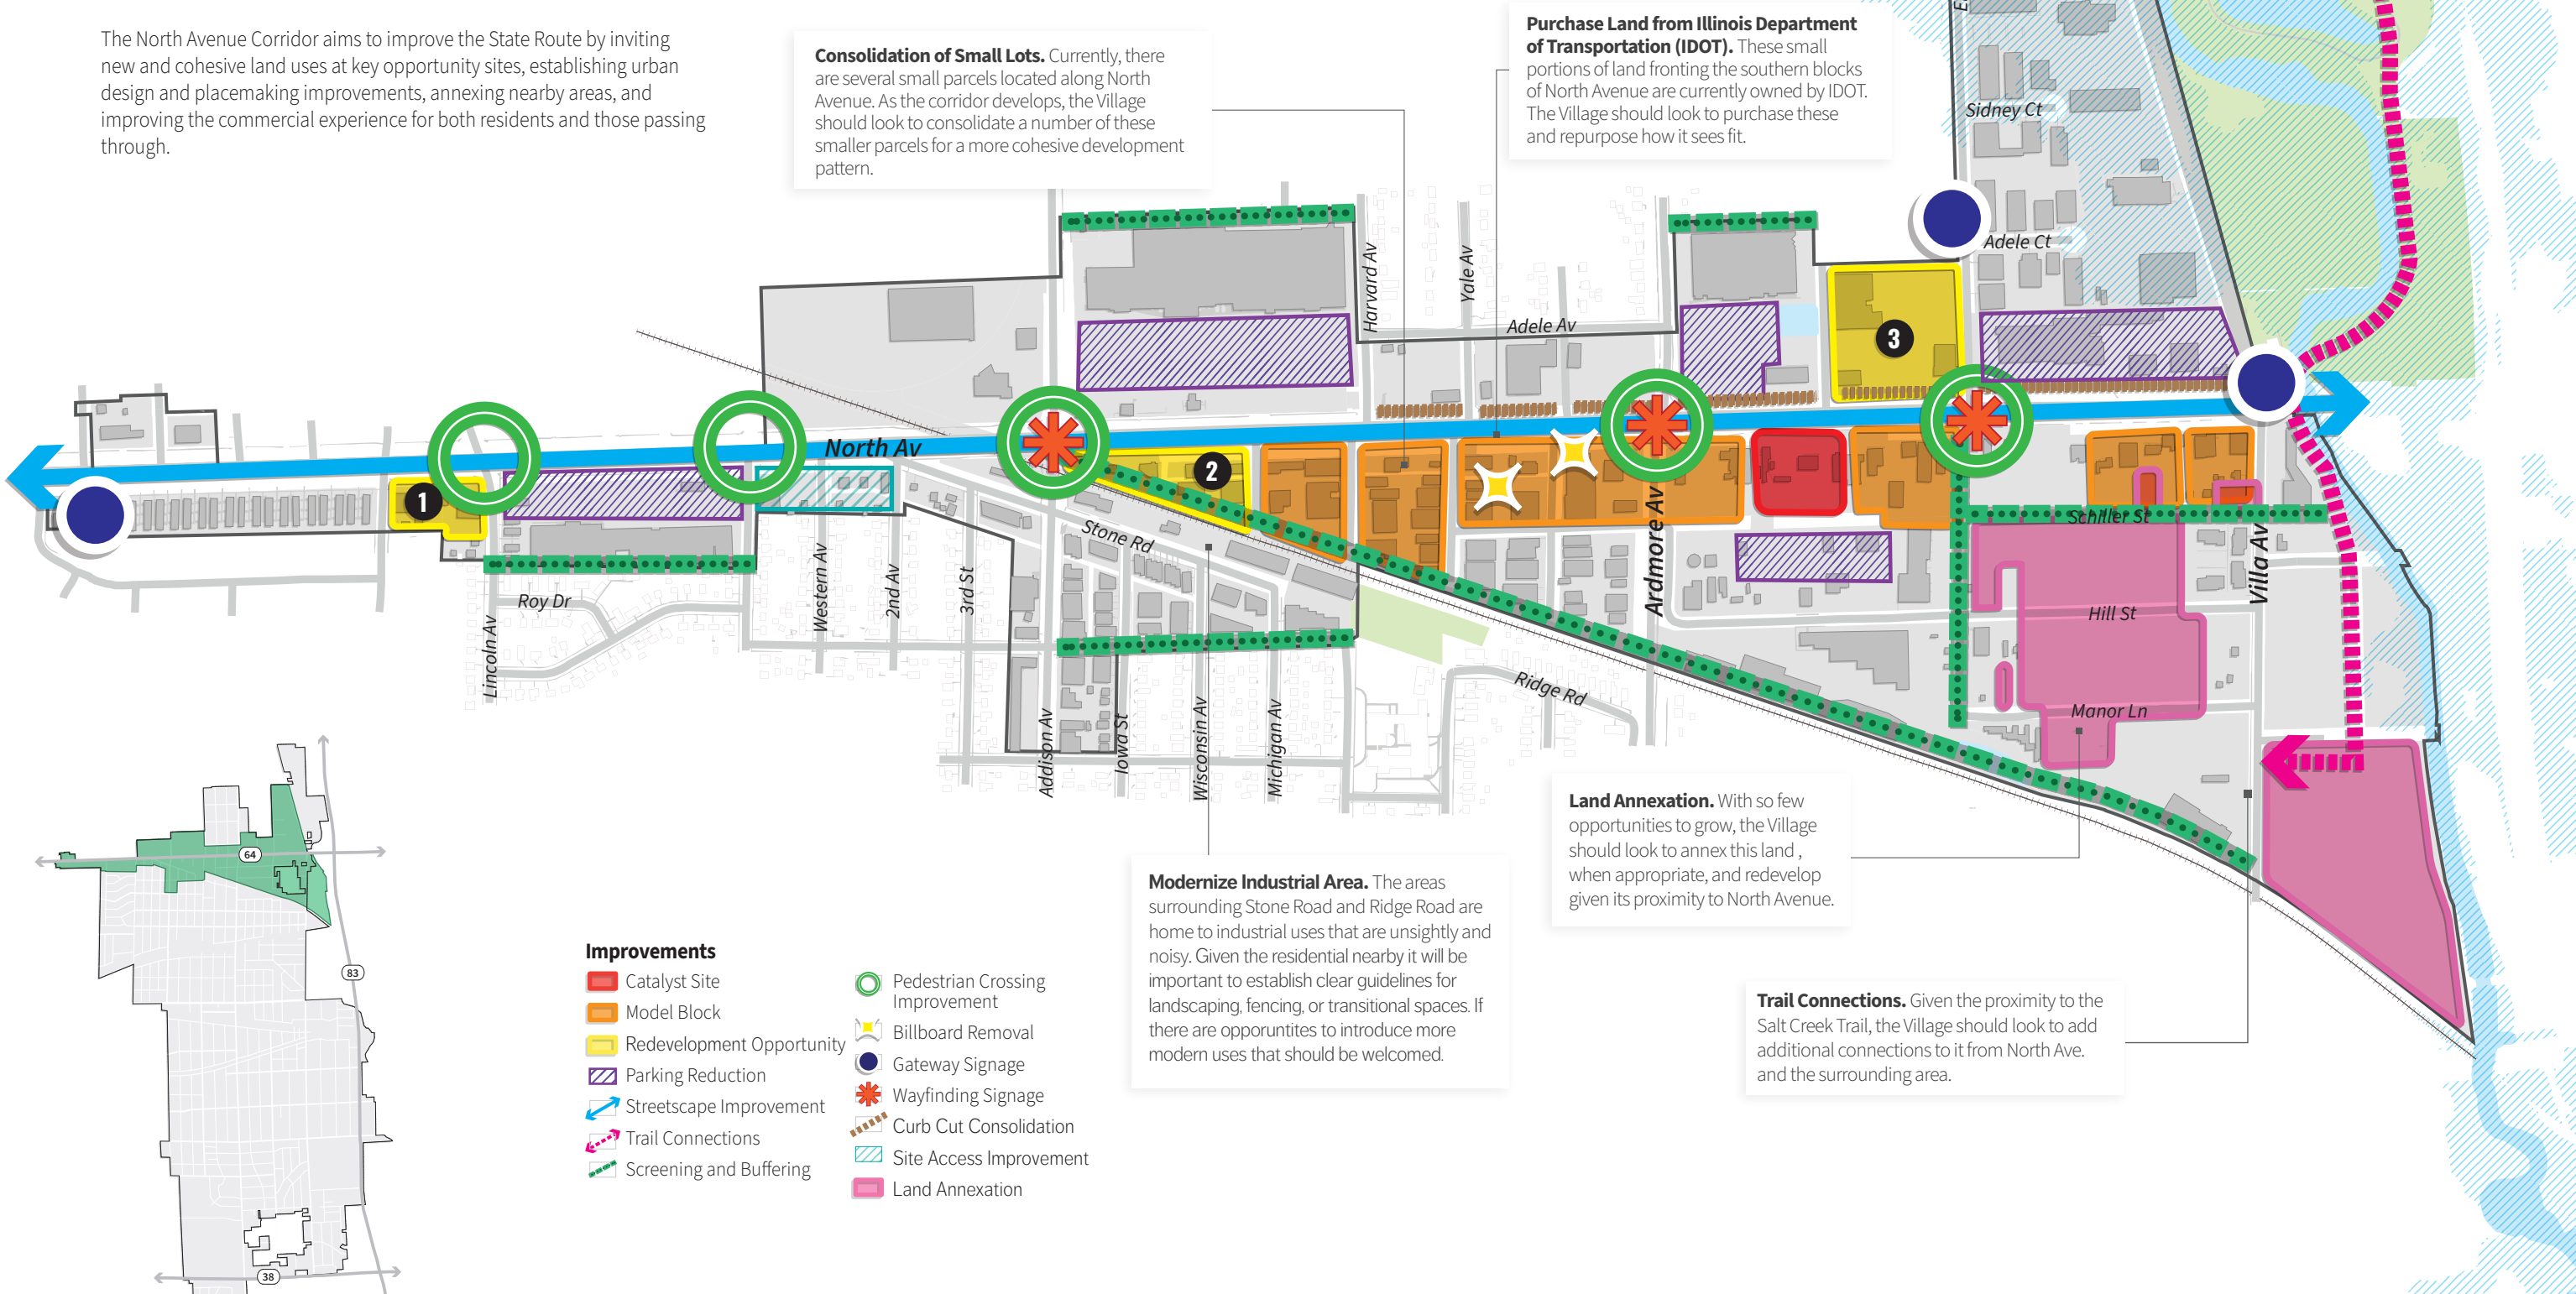 The North Avenue Corridor aims to improve the State Route by inviting
new and cohesive land uses at key opportunity sites, establishing urban
design and placemaking improvements, annexing nearby areas, and
improving the commercial experience for both residents and those passing
through.
Consolidation of Small Lots. Currently, there
are several small parcels located along North
Avenue. As the corridor develops, the Village
should look to consolidate a number of these
smaller parcels for a more cohesive development
pattern.
Purchase Land from Illinois Department
of Transportation (IDOT). These small
portions of land fronting the southern blocks
of North Avenue are currently owned by IDOT.
The Village should look to purchase these
and repurpose how it sees fit.
Sidney Ct
Adele Ct
Harvard Av
Yale Av
Adele Av
3
North Av
1
2
Stone Rd
Ardmore Av
Schiller St
Villa Av
Hill St
Manor Ln
Roy Dr
Lincoln Av
Western Av
2nd Av
3rd St
Addison Av
Iowa St
Wisconsin Av
Michigan Av
Ridge Rd
Land Annexation. With so few
opportunities to grow, the Village
should look to annex this land ,
when appropriate, and redevelop
given its proximity to North Avenue.
Modernize Industrial Area. The areas
surrounding Stone Road and Ridge Road are
home to industrial uses that are unsightly and
noisy. Given the residential nearby it will be
important to establish clear guidelines for
landscaping, fencing, or transitional spaces. If
there are opporuntites to introduce more
modern uses that should be welcomed.
Trail Connections. Given the proximity to the
Salt Creek Trail, the Village should look to add
additional connections to it from North Ave.
and the surrounding area.
64
83
38
Improvements
Catalyst Site
Model Block
Redevelopment Opportunity
Parking Reduction
Streetscape Improvement
Trail Connections
Screening and Buffering
Pedestrian Crossing
Improvement
Billboard Removal
Gateway Signage
Wayfinding Signage
Curb Cut Consolidation
Site Access Improvement
Land Annexation